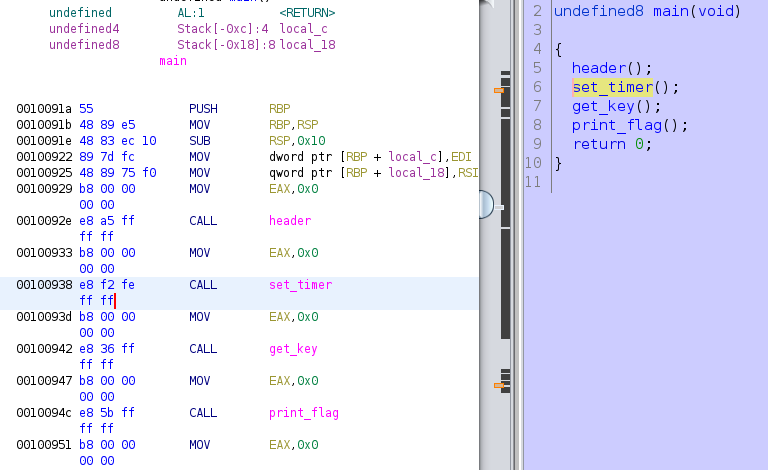 undefined AL:1 <RETURN>
undefined4 Stack[-0xc]:4 local_c
undefined8 Stack[-0x18]:8 local_18
main
0010091a 55 PUSH RBP
0010091b 48 89 e5 MOV RBP,RSP
0010091e 48 83 ec 10 SUB RSP,0x10
00100922 89 7d fc MOV dword ptr [RBP + local_c],EDI
00100925 48 89 75 f0 MOV qword ptr [RBP + local_18],RSI
00100929 b8 00 00 MOV EAX,0x0
00 00
0010092e e8 a5 ff CALL header
ff ff
00100933 b8 00 00 MOV EAX,0x0
00 00
00100938 e8 f2 fe CALL set_timer
ff ff
0010093d b8 00 00 MOV EAX,0x0
00 00
00100942 e8 36 ff CALL get_key
ff ff
00100947 b8 00 00 MOV EAX,0x0
00 00
0010094c e8 5b ff CALL print_flag
ff ff
00100951 b8 00 00 MOV EAX,0x0
00 00
2 undefined8 main(void)
3
4 {
5 header();
6 set_timer();
7 get_key();
8 print_flag();
9 return 0;
10 }
11